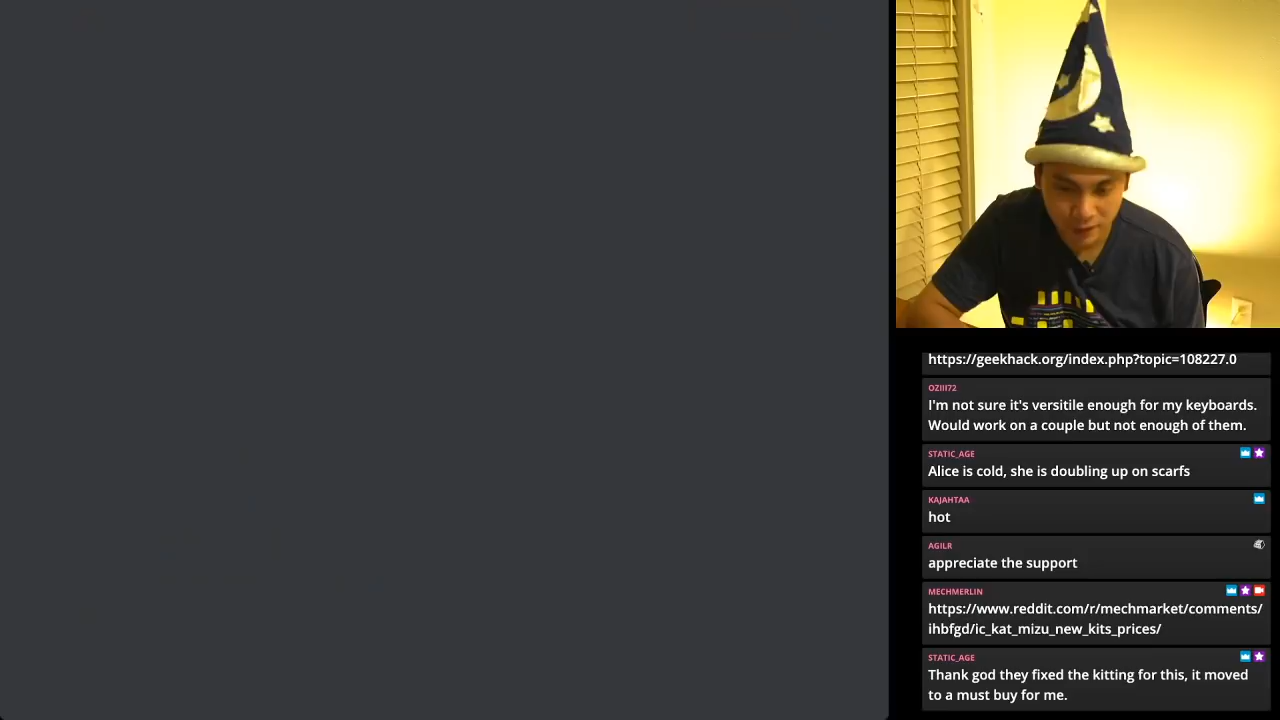 https://geekhack.org/index.php?topic=108227.0
OZIII72
I'm not sure it's versitile enough for my keyboards.
Would work on a couple but not enough of them.
STATIC_AGE
Alice is cold, she is doubling up on scarfs
KAJAHTAA
hot
AGILR
appreciate the support
MECHMERLIN
https://www.reddit.com/r/mechmarket/comments/
ihbfgd/ic_kat_mizu_new_kits_prices/
STATIC_AGE
Thank god they fixed the kitting for this, it moved
to a must buy for me.